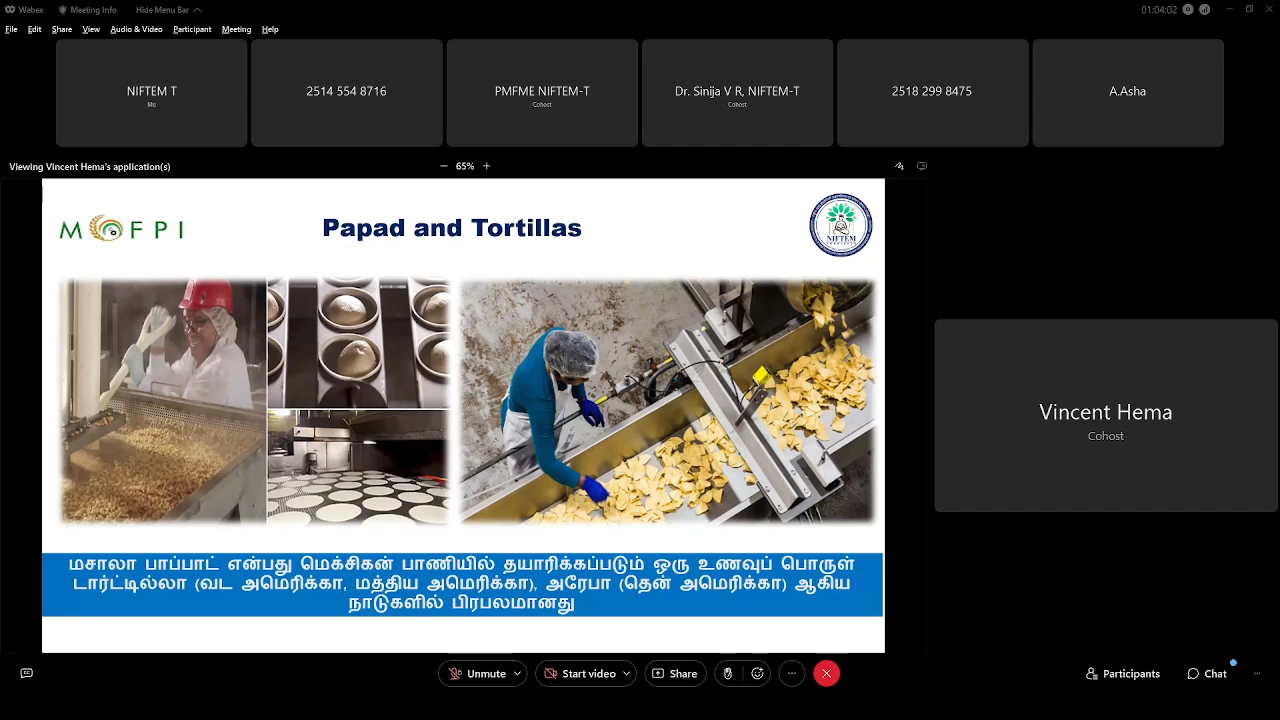 Webex
Meeting Info
Hide Menu Bar
01:04:02
File Edit Share View Audio & Video Participant Meeting Help
NIFTEM T
Me
2514 554 8716
PMFME NIFTEM-T
Cohost
Dr. Sinija V R, NIFTEM-T
Cohost
2518 299 8475
A.Asha
Viewing Vincent Hema's application(s)
65%
MOFPI
Papad and Tortillas
NIFTEM
மசாலா பாப்பாட் என்பது மெக்சிகன் பாணியில் தயாரிக்கப்படும் ஒரு உணவுப் பொருள்
டார்ட்டில்லா (வட அமெரிக்கா, மத்திய அமெரிக்கா), அரேபா (தென் அமெரிக்கா) ஆகிய
நாடுகளில் பிரபலமானது
Vincent Hema
Cohost
Unmute
Start video
Share
Participants
Chat